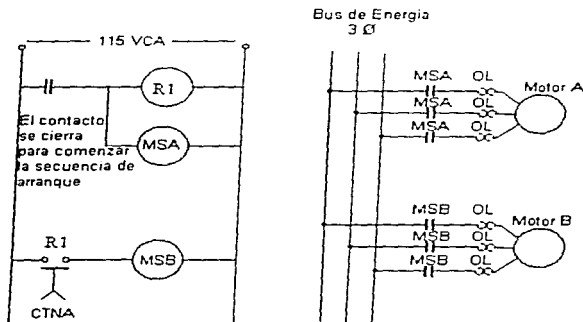 Bus de Energia
3 Ø
115 VCA
R1
El contacto
se cierra
para comenzar
la secuencia de
arranque
MSA
R1
MSB
CTNA
MSA OL
Motor A
MSA OL
MSA OL
MSB OL
Motor B
MSB OL
MSB OL